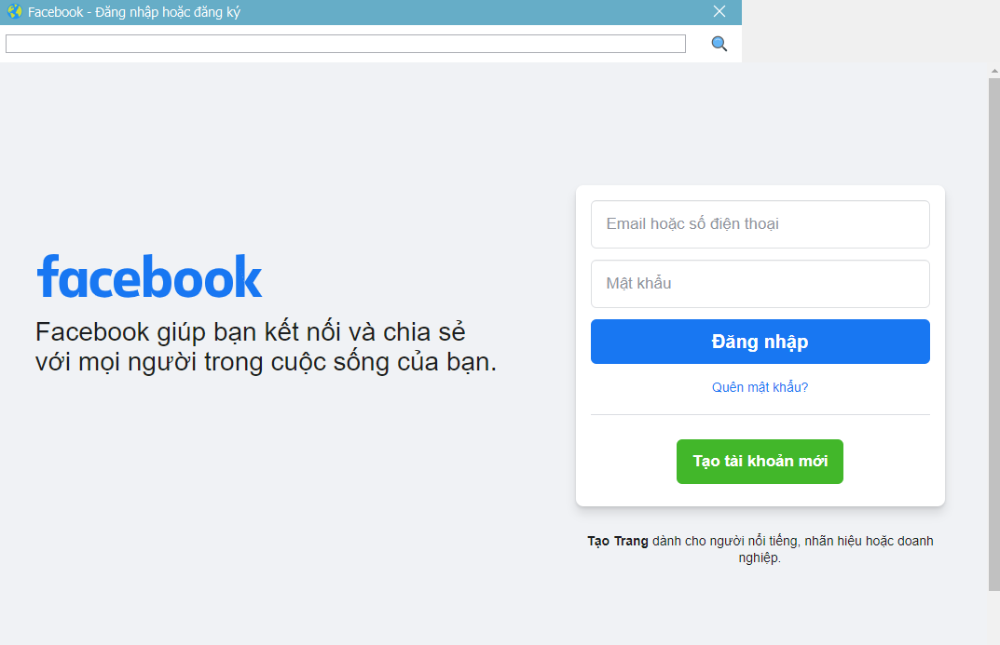 Facebook - Đăng nhập hoặc đăng ký
facebook
Facebook giúp bạn kết nối và chia sẻ
với mọi người trong cuộc sống của bạn.
Email hoặc số điện thoại
Mật khẩu
Đăng nhập
Quên mật khẩu?
Tạo tài khoản mới
Tạo Trang dành cho người nổi tiếng, nhãn hiệu hoặc doanh
nghiệp.